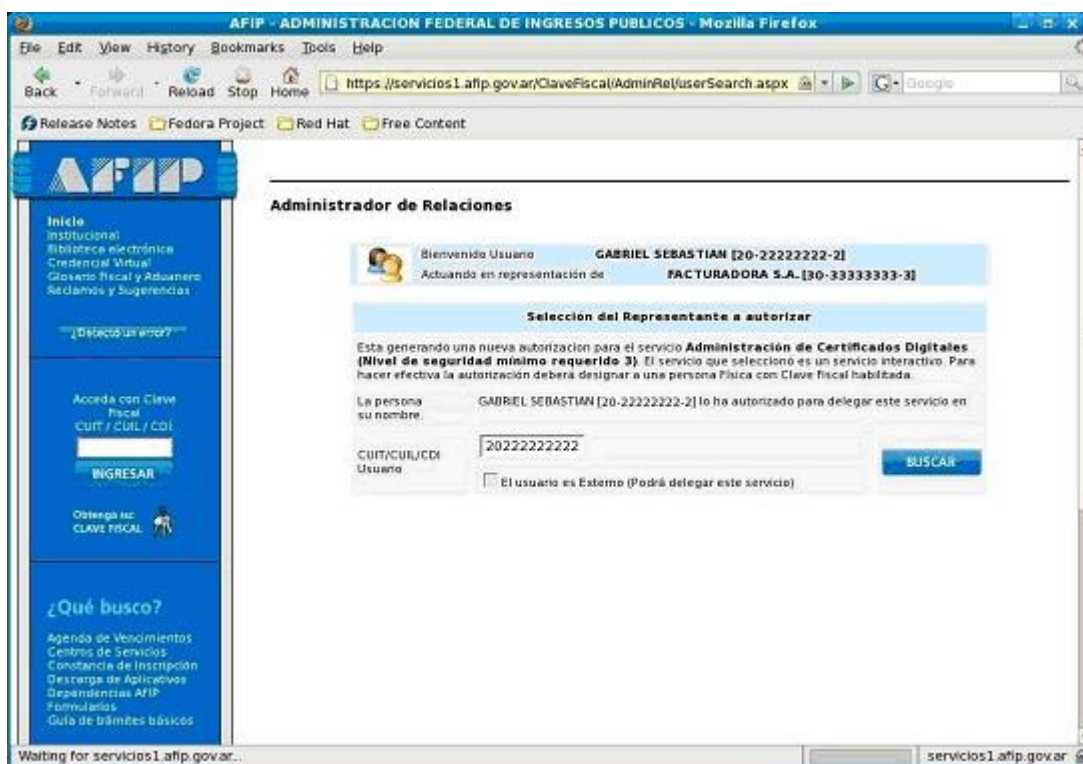 AFIP - ADMINISTRACION FEDERAL DE INGRESOS PUBLICOS - Mozilla Firefox
File Edit View History Bookmarks Tools Help
Back Forward Reload Stop Home https://servicios1.afip.gov.ar/ClaveFiscal/AdminRel/userSearch.aspx Google
Release Notes Fedora Project Red Hat Free Content
AFIP
Inicio
Institucional
Biblioteca electrónica
Credencial Virtual
Glosario Fiscal y Aduanero
Reclamos y Sugerencias
¿Detectó un error?
Acceda con Clave
Fiscal
CUIT / CUIL / CDI
INGRESAR
Obtenga su
CLAVE FISCAL
¿Qué busco?
Agenda de Vencimientos
Centros de Servicios
Constancia de Inscripción
Descarga de Aplicativos
Dependencias AFIP
Formularios
Guía de trámites básicos
Administrador de Relaciones
Bienvenido Usuario GABRIEL SEBASTIAN [20-22222222-2]
Actuando en representación de FACTURADORA S.A. [30-33333333-3]
Selección del Representante a autorizar
Esta generando una nueva autorizacion para el servicio Administración de Certificados Digitales
(Nivel de seguridad mínimo requerido 3). El servicio que seleccionó es un servicio interactivo. Para
hacer efectiva la autorización deberá designar a una persona Física con Clave Fiscal habilitada.
La persona GABRIEL SEBASTIAN [20-22222222-2] lo ha autorizado para delegar este servicio en
su nombre.
CUIT/CUIL/CDI
Usuario
20222222222
El usuario es Externo (Podrá delegar este servicio)
BUSCAR
Waiting for servicios1.afip.gov.ar... servicios1.afip.gov.ar